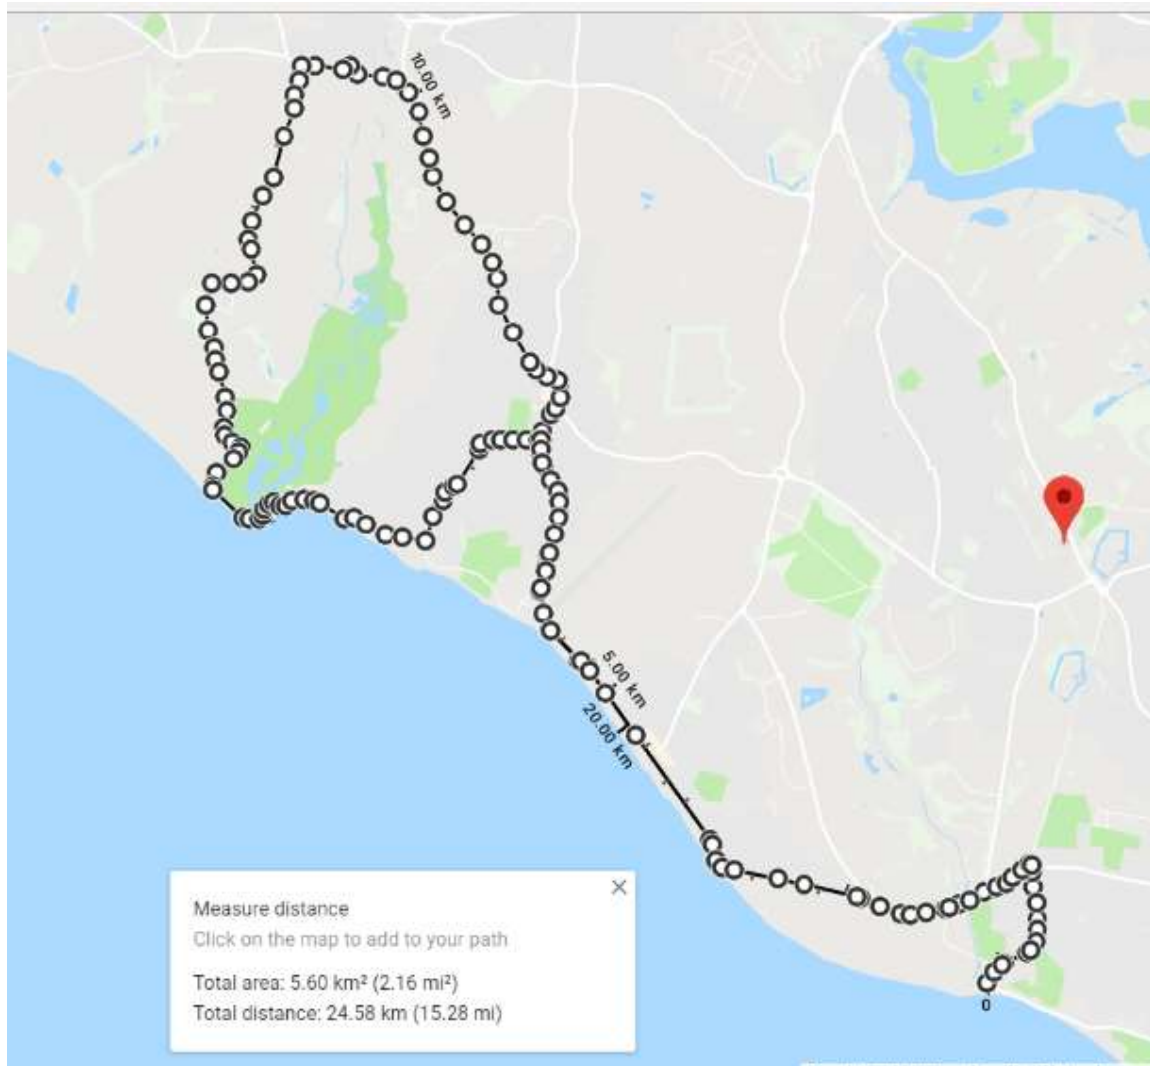 10.00 km
5.00 km
20.00 km
0
Measure distance
Click on the map to add to your path
Total area: 5.60 km² (2.16 mi²)
Total distance: 24.58 km (15.28 mi)